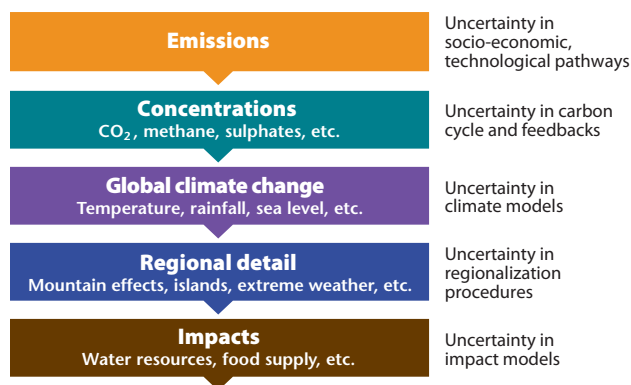 Emissions
Uncertainty in
socio-economic,
technological pathways
Concentrations
CO₂, methane, sulphates, etc.
Uncertainty in carbon
cycle and feedbacks
Global climate change
Temperature, rainfall, sea level, etc.
Uncertainty in
climate models
Regional detail
Mountain effects, islands, extreme weather, etc.
Uncertainty in
regionalization
procedures
Impacts
Water resources, food supply, etc.
Uncertainty in
impact models